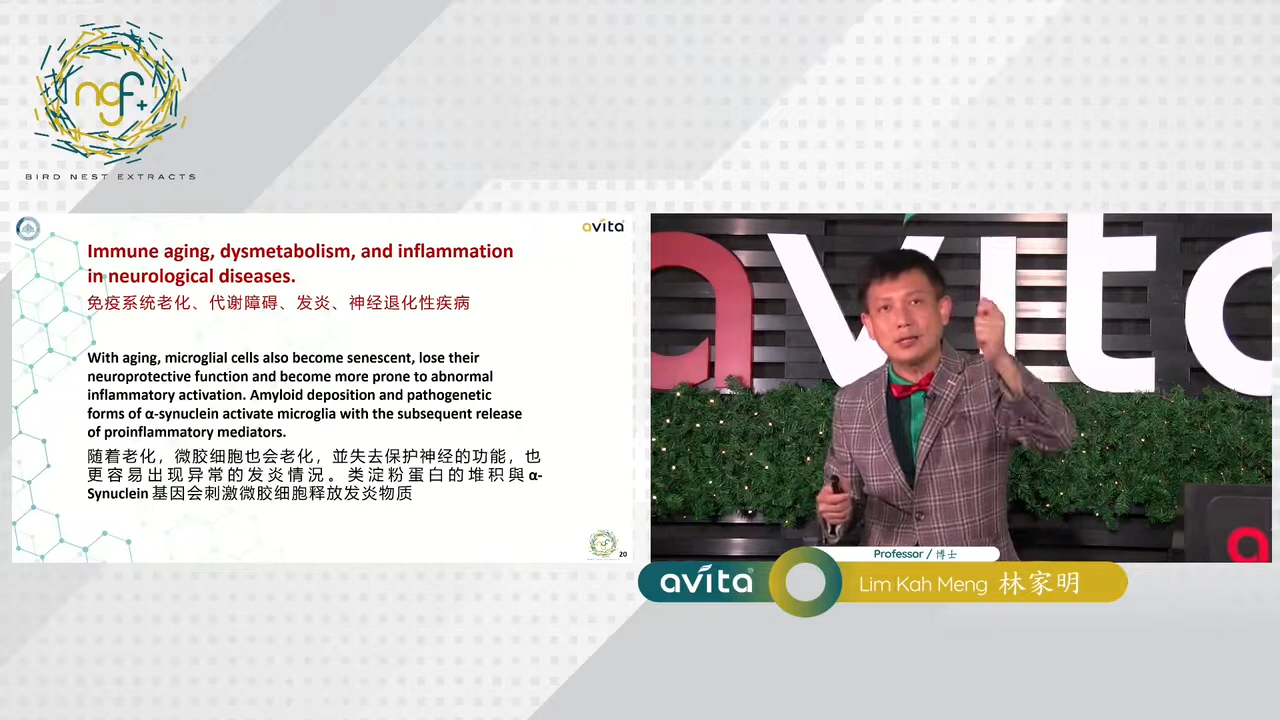 ngf+
BIRD NEST EXTRACTS
avita
Immune aging, dysmetabolism, and inflammation
in neurological diseases.
免疫系统老化、代谢障碍、发炎、神经退化性疾病
With aging, microglial cells also become senescent, lose their
neuroprotective function and become more prone to abnormal
inflammatory activation. Amyloid deposition and pathogenetic
forms of α-synuclein activate microglia with the subsequent release
of proinflammatory mediators.
随着老化，微胶细胞也会老化，並失去保护神经的功能，也
更容易出现异常的发炎情況。类淀粉蛋白的堆积與α-
Synuclein基因会刺激微胶细胞释放发炎物质
20
avita
a
Professor / 博士
avita
Lim Kah Meng 林家明